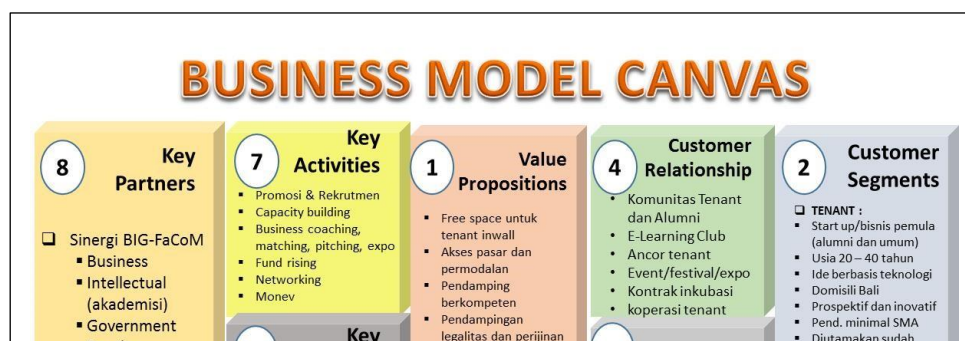 BUSINESS MODEL CANVAS
8
Key
Partners
❑ Sinergi BIG-FaCoM
▪ Business
▪ Intellectual
(akademisi)
▪ Government
7
Key
Activities
▪ Promosi & Rekrutmen
▪ Capacity building
▪ Business coaching,
matching, pitching, expo
▪ Fund rising
▪ Networking
▪ Monev
Key
1
Value
Propositions
▪ Free space untuk
tenant inwall
▪ Akses pasar dan
permodalan
▪ Pendamping
berkompeten
▪ Pendampingan
legalitas dan perijinan
4
Customer
Relationship
• Komunitas Tenant
dan Alumni
• E-Learning Club
• Ancor tenant
• Event/festival/expo
• Kontrak inkubasi
• koperasi tenant
2
Customer
Segments
❑ TENANT :
▪ Start up/bisnis pemula
(alumni dan umum)
▪ Usia 20 – 40 tahun
▪ Ide berbasis teknologi
▪ Domisili Bali
▪ Prospektif dan inovatif
▪ Pend. minimal SMA
▪ Diutamakan sudah